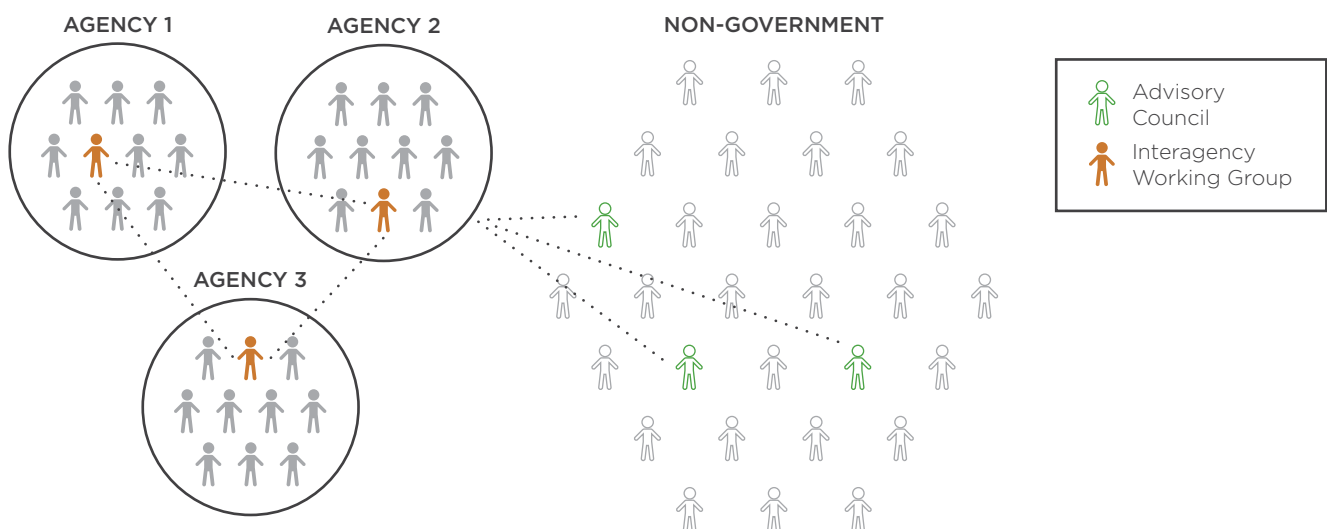 AGENCY 1
AGENCY 2
NON-GOVERNMENT
Advisory
Council
Interagency
Working Group
AGENCY 3